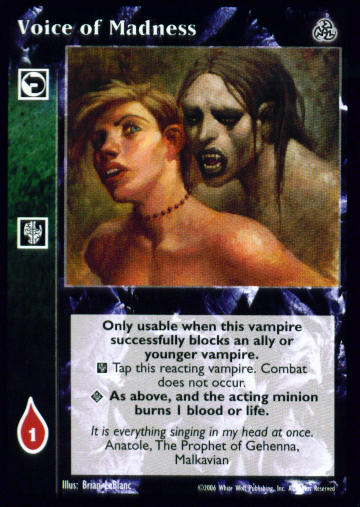 Voice of Madness
Only usable when this vampire
successfully blocks an ally or
younger vampire.
Tap this reacting vampire. Combat
does not occur.
As above, and the acting minion
burns 1 blood or life.
It is everything singing in my head at once.
Anatole, The Prophet of Gehenna,
Malkavian
1
Illus: Brian LeBlanc
©2006 White Wolf Publishing, Inc. All Rights Reserved